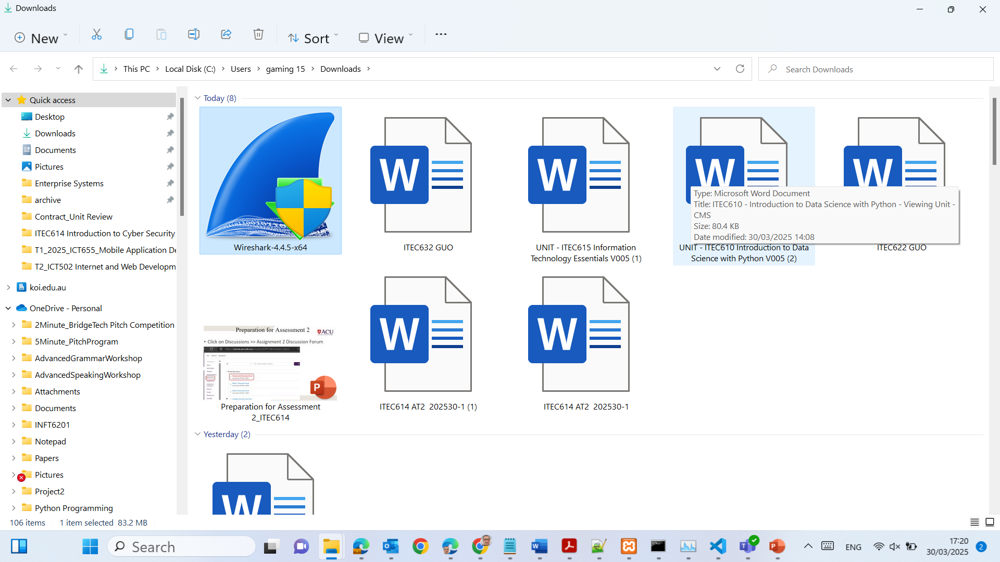 Downloads
New
Sort
View
This PC
Local Disk (C:)
Users
gaming 15
Downloads
Search Downloads
Quick access
Desktop
Downloads
Documents
Pictures
Enterprise Systems
archive
Contract_Unit Review
ITEC614 Introduction to Cyber Security
T1_2025_ICT655_Mobile Application De
T2_ICT502 Internet and Web Developm
koi.edu.au
OneDrive - Personal
2Minute_BridgeTech Pitch Competition
5Minute_PitchProgram
AdvancedGrammarWorkshop
AdvancedSpeakingWorkshop
Attachments
Documents
INFT6201
Notepad
Papers
Pictures
Project2
Python Programming
Today (8)
Wireshark-4.4.5-x64
ITEC632 GUO
UNIT - ITEC615 Information
Technology Essentials V005 (1)
Type: Microsoft Word Document
Title: ITEC610 - Introduction to Data Science with Python - Viewing Unit -
CMS
Size: 80.4 KB
Date modified: 30/03/2025 14:08
UNIT - ITEC610 Introduction to Data
Science with Python V005 (2)
ITEC622 GUO
Preparation for Assessment 2
ACU
• Click on Discussions >> Assignment 2 Discussion Forum
Preparation for Assessment
2_ITEC614
ITEC614 AT2  202530-1 (1)
ITEC614 AT2  202530-1
Yesterday (2)
106 items
1 item selected  83.2 MB
Search
ENG
17:20
30/03/2025
2